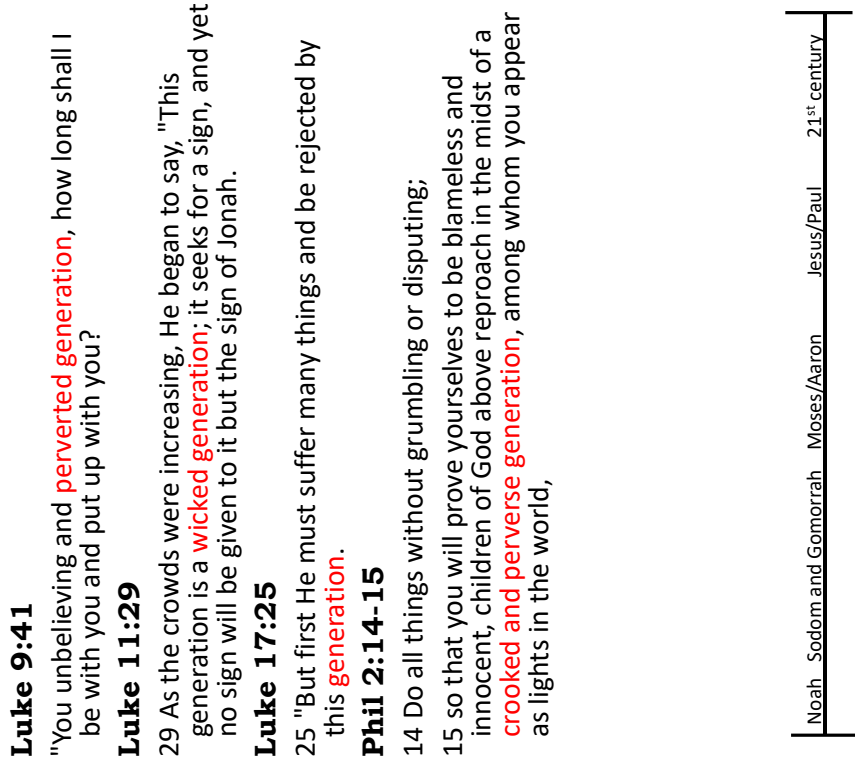 Luke 9:41
"You unbelieving and perverted generation, how long shall I
be with you and put up with you?
Luke 11:29
29 As the crowds were increasing, He began to say, "This
generation is a wicked generation; it seeks for a sign, and yet
no sign will be given to it but the sign of Jonah.
Luke 17:25
25 "But first He must suffer many things and be rejected by
this generation.
Phil 2:14-15
14 Do all things without grumbling or disputing;
15 so that you will prove yourselves to be blameless and
innocent, children of God above reproach in the midst of a
crooked and perverse generation, among whom you appear
as lights in the world,
Noah Sodom and Gomorrah Moses/Aaron Jesus/Paul 21st century